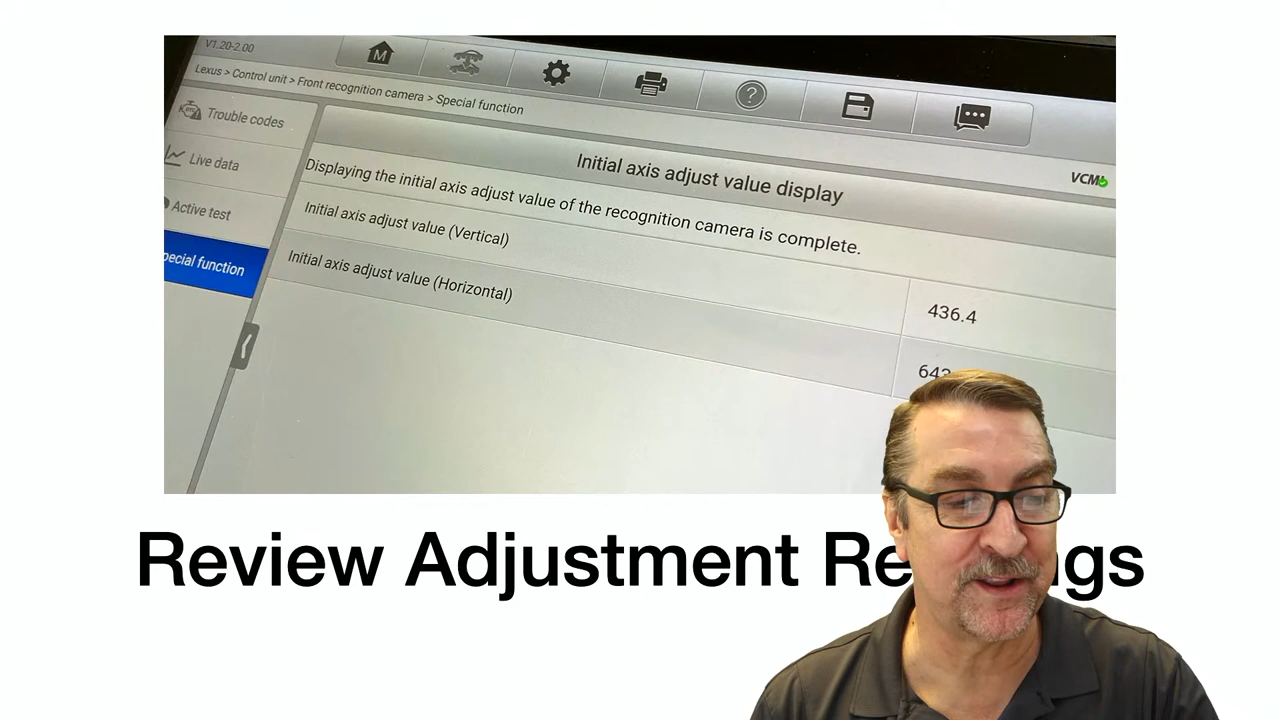 V1.20-2.00
Lexus > Control unit > Front recognition camera > Special function
Trouble codes
Live data
Active test
ecial function
Initial axis adjust value display
VCMI
Displaying the initial axis adjust value of the recognition camera is complete.
Initial axis adjust value (Vertical)
436.4
Initial axis adjust value (Horizontal)
Review Adjustment